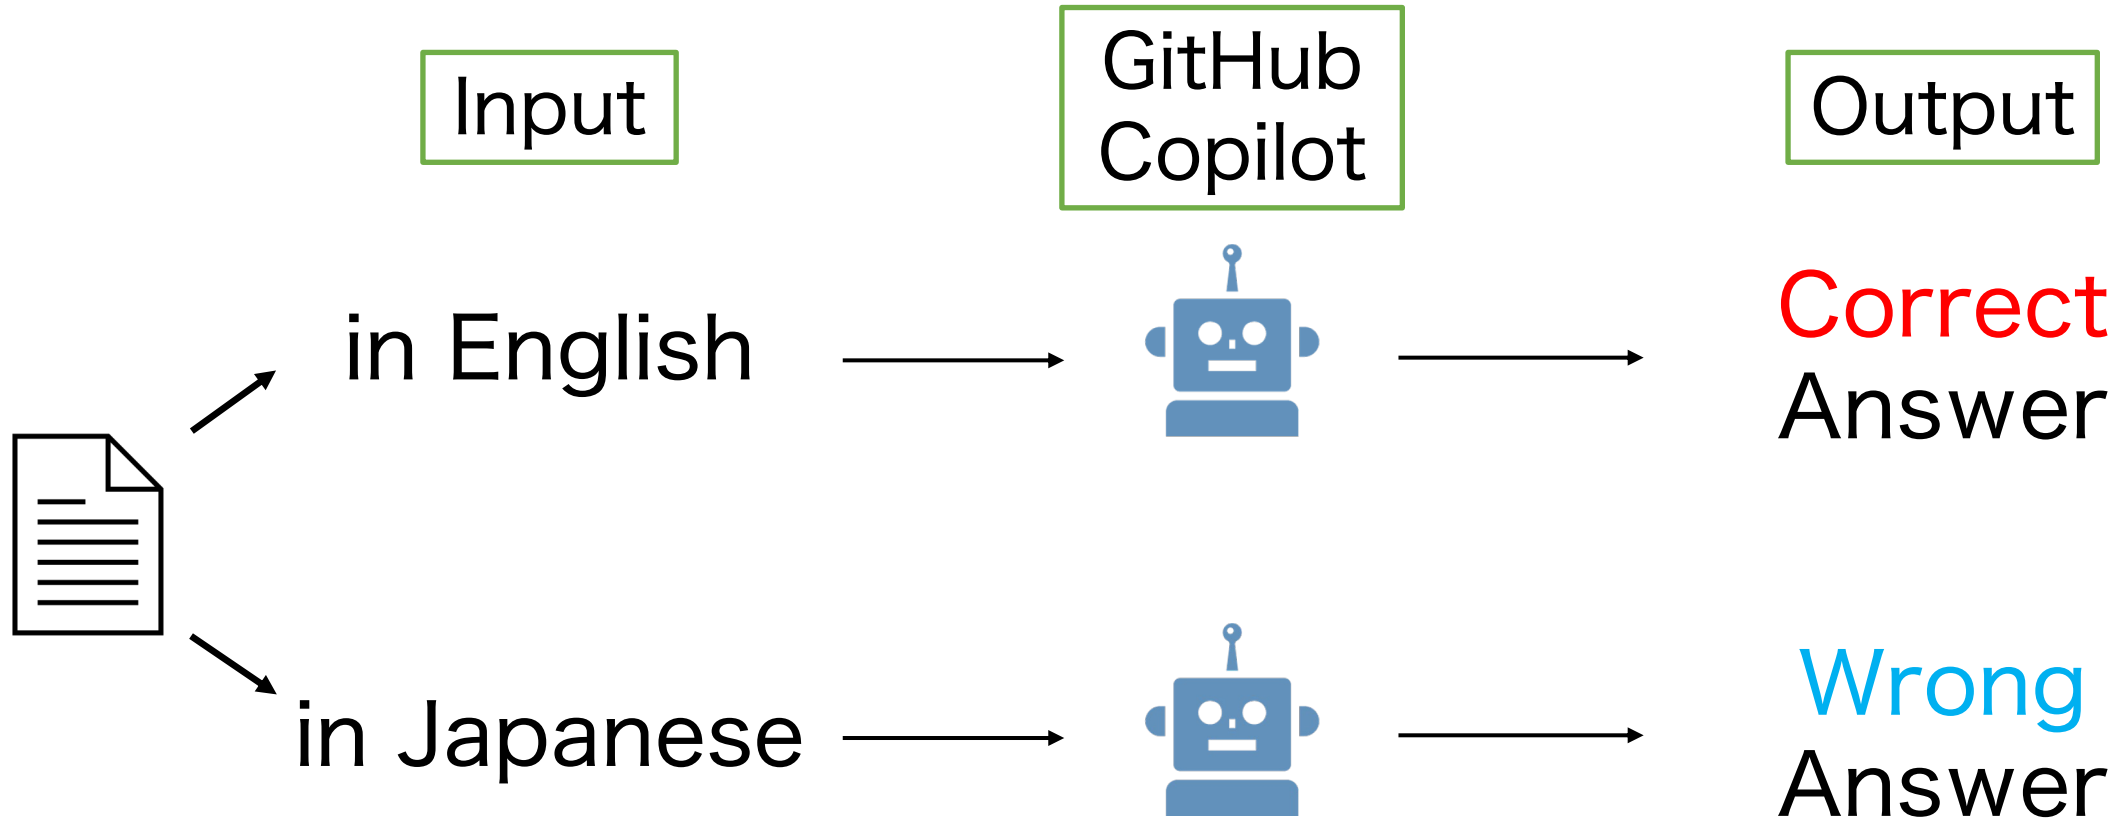 Input
GitHub
Copilot
Output
in English
Correct
Answer
in Japanese
Wrong
Answer